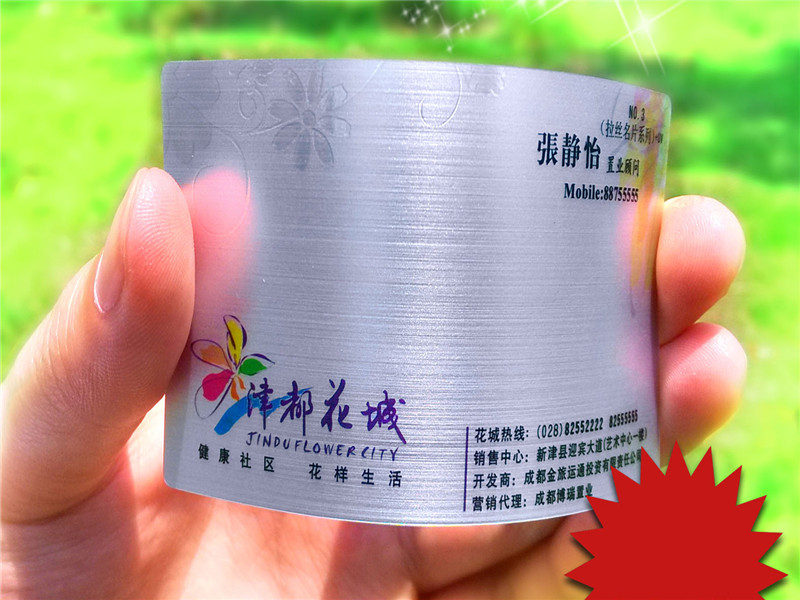 NO.3
(拉丝名片系列)
張静怡 置业顾问
Mobile:88755555
津都花城
JINDUFLOWERCITY
健康社区 花样生活
花城热线: (028)82552222 82555555
销售中心: 新津县迎宾大道(艺术中心一楼)
开发商: 成都金旅运通投资有限责任公司
营销代理: 成都博瑞置业